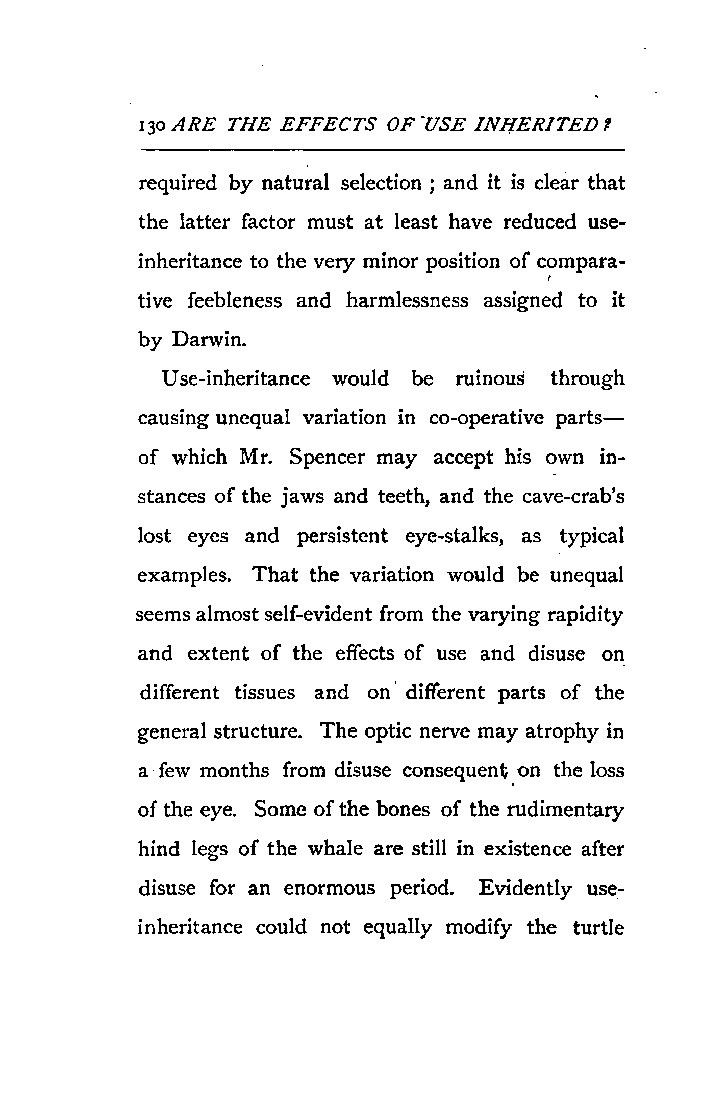 130 ARE THE EFFECTS OF USE INHERITED?
required by natural selection ; and it is clear that
the latter factor must at least have reduced use-
inheritance to the very minor position of compara-
tive feebleness and harmlessness assigned to it
by Darwin.
Use-inheritance would be ruinous through
causing unequal variation in co-operative parts—
of which Mr. Spencer may accept his own in-
stances of the jaws and teeth, and the cave-crab's
lost eyes and persistent eye-stalks, as typical
examples. That the variation would be unequal
seems almost self-evident from the varying rapidity
and extent of the effects of use and disuse on
different tissues and on different parts of the
general structure. The optic nerve may atrophy in
a few months from disuse consequent on the loss
of the eye. Some of the bones of the rudimentary
hind legs of the whale are still in existence after
disuse for an enormous period. Evidently use-
inheritance could not equally modify the turtle